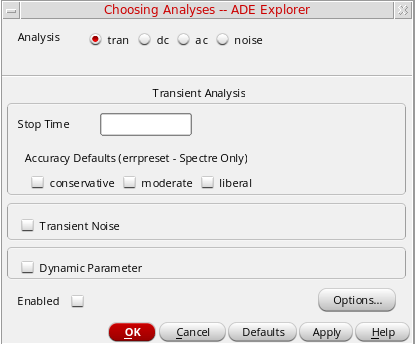 Choosing Analyses -- ADE Explorer
Analysis tran dc ac noise
Transient Analysis
Stop Time
Accuracy Defaults (errpreset - Spectre Only)
conservative moderate liberal
Transient Noise
Dynamic Parameter
Enabled Options...
OK Cancel Defaults Apply Help